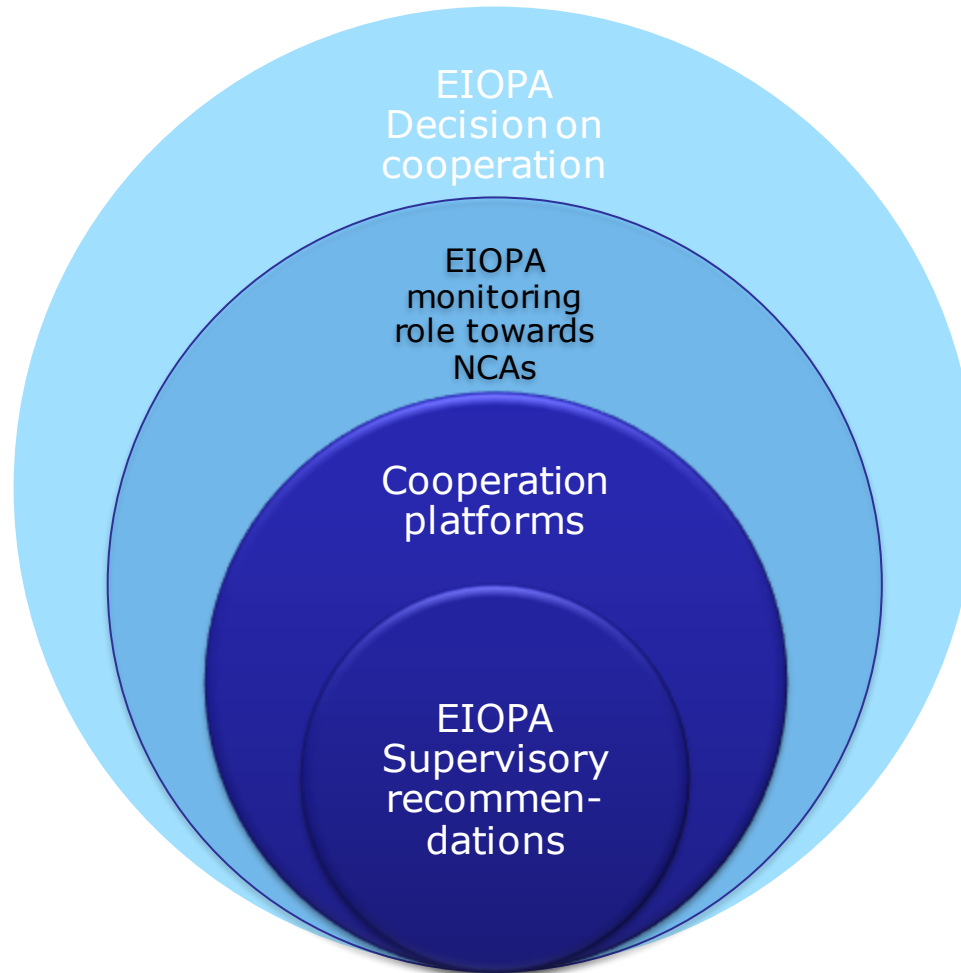 EIOPA
Decision on
cooperation
EIOPA
monitoring
role towards
NCAs
Cooperation
platforms
EIOPA
Supervisory
recommen-
dations